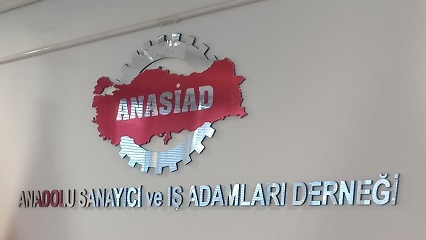 ANASİAD
ANADOLU SANAYİCİ ve İŞ ADAMLARI DERNEĞİ